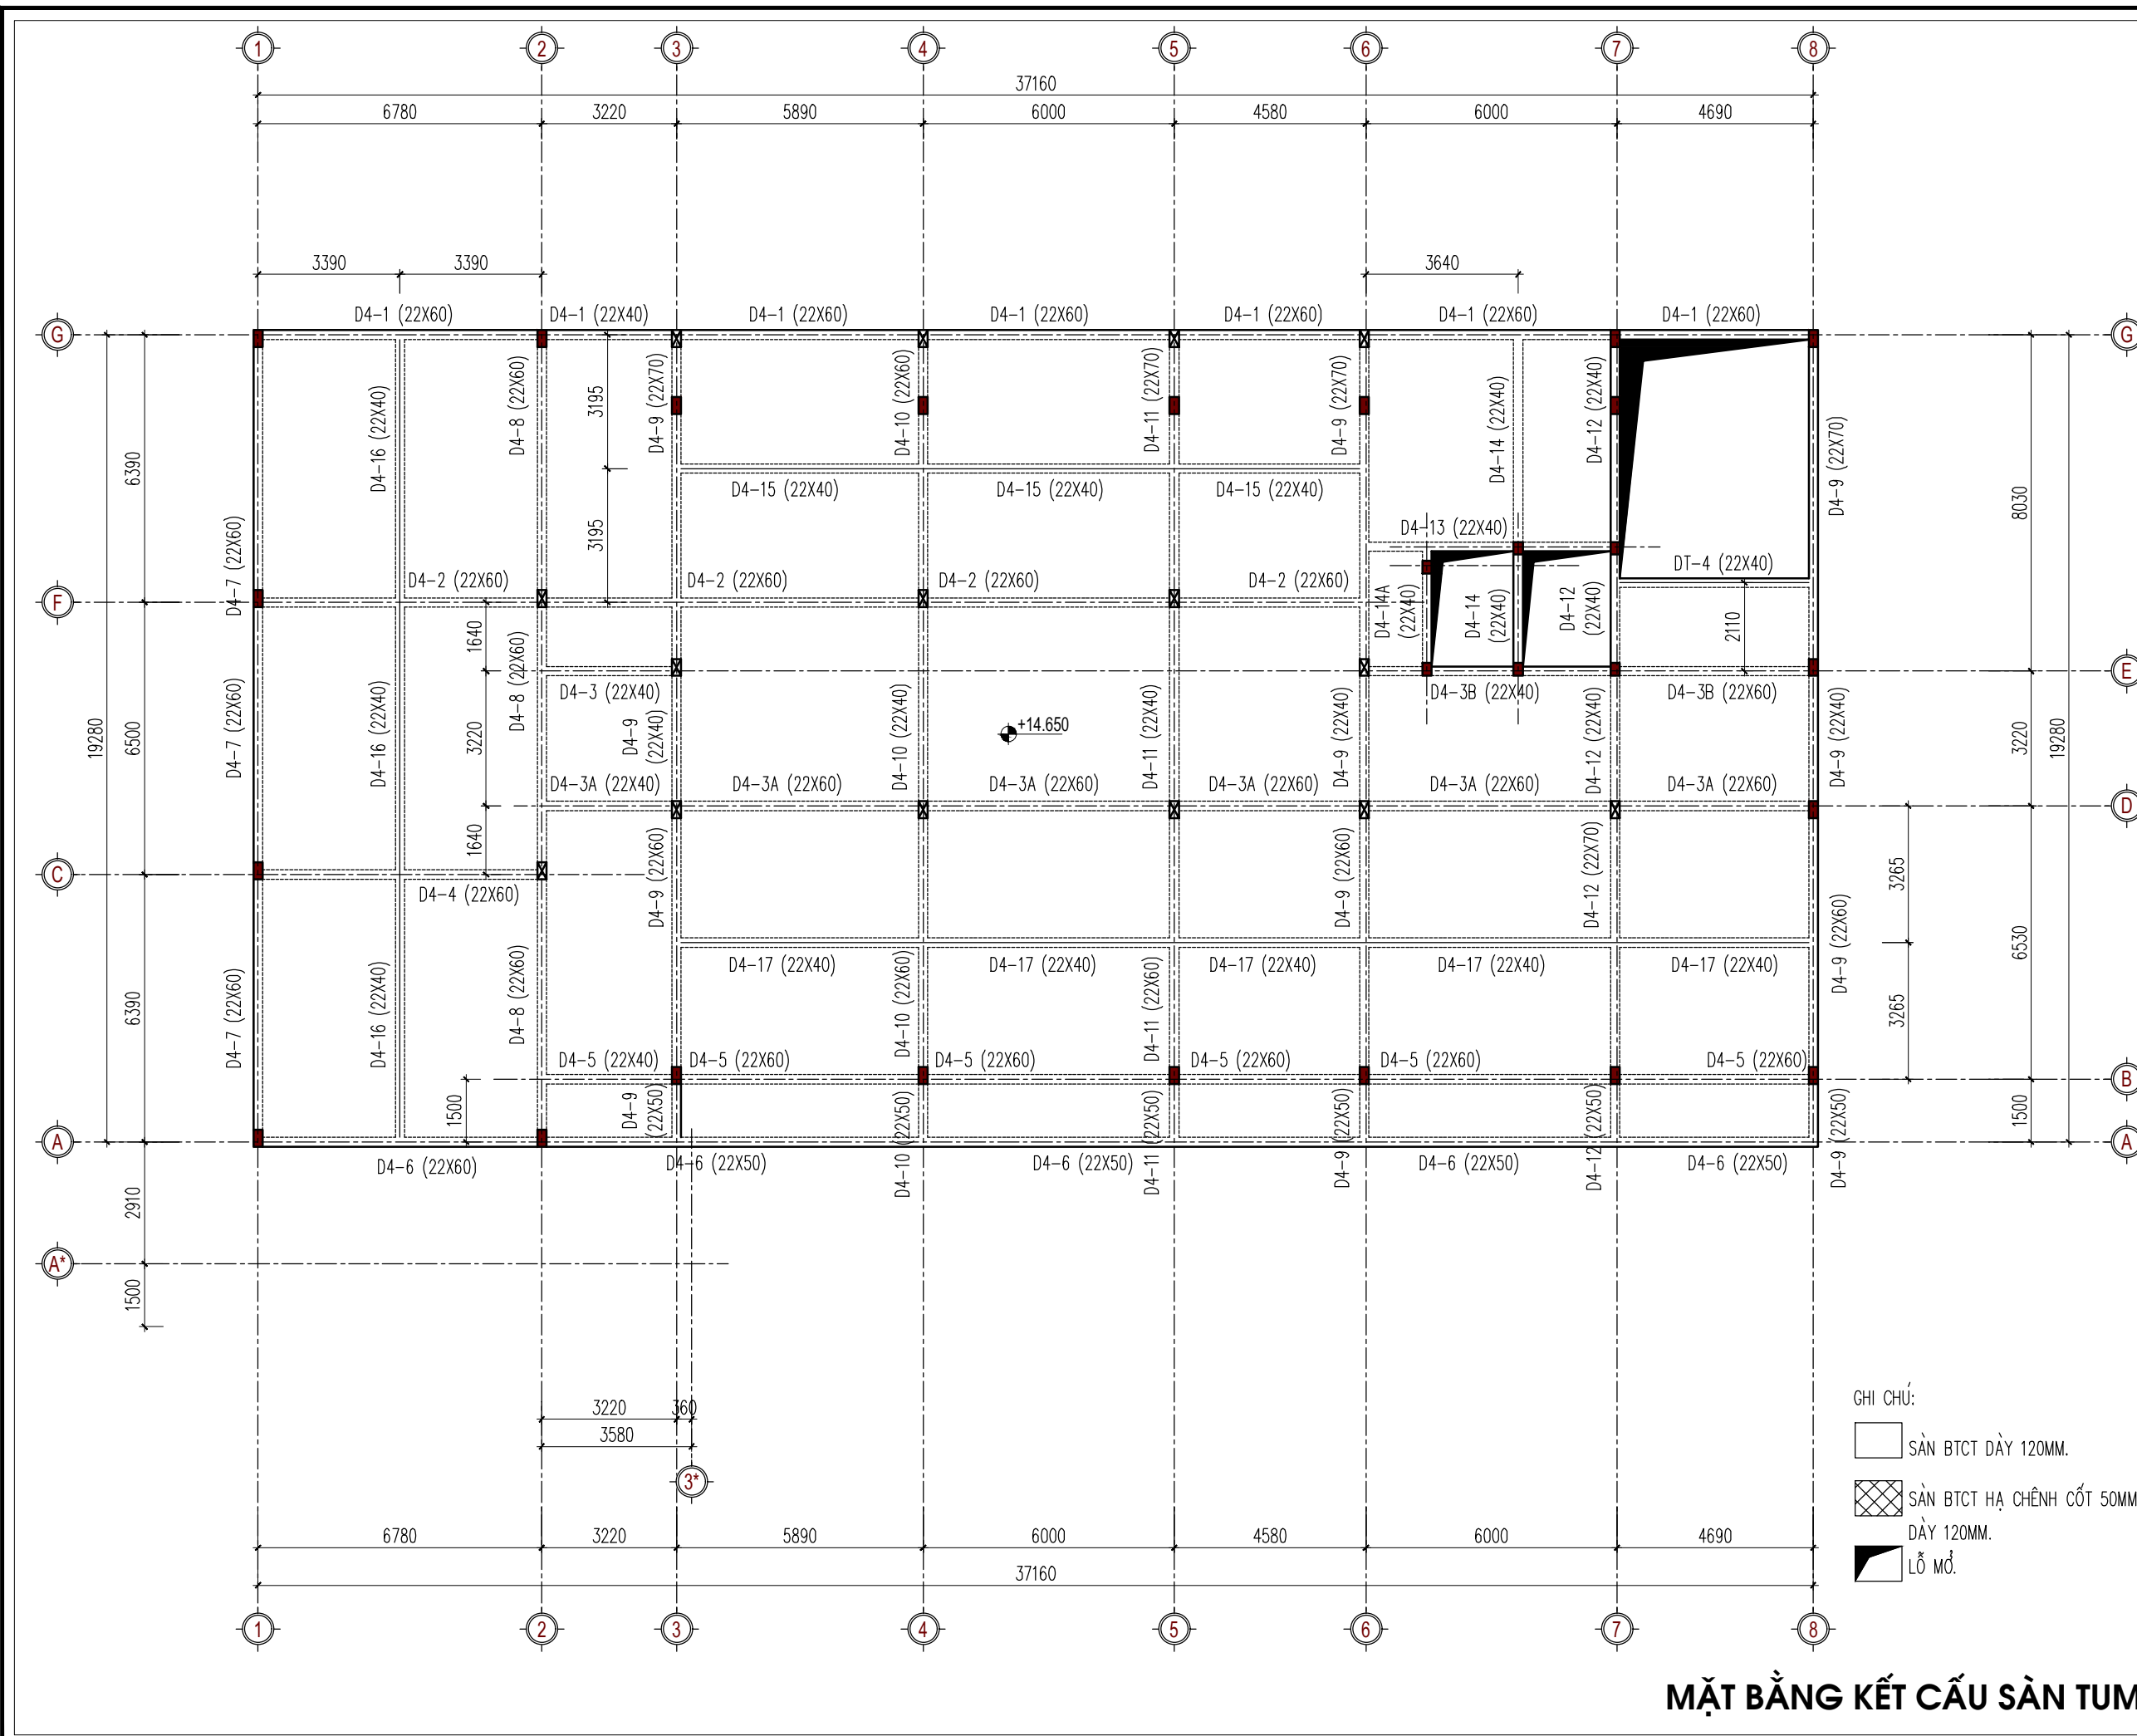 1 2 3 4 5 6 7 8
37160
6780 3220 5890 6000 4580 6000 4690
3390 3390 3640
D4-1 (22X60) D4-1 (22X40) D4-1 (22X60) D4-1 (22X60) D4-1 (22X60) D4-1 (22X60) D4-1 (22X60)
G G
D4-16 (22X40)
D4-8 (22X60)
3195
D4-9 (22X70)
D4-10 (22X60)
D4-11 (22X70)
D4-9 (22X70)
D4-14 (22X40)
D4-12 (22X40)
D4-9 (22X70)
6390
8030
D4-15 (22X40) D4-15 (22X40) D4-15 (22X40)
D4-7 (22X60)
3195
D4-13 (22X40)
DT-4 (22X40)
D4-2 (22X60) D4-2 (22X60) D4-2 (22X60) D4-2 (22X60)
F
D4-14A
(22X40)
D4-14
(22X40)
D4-12
(22X40)
2110
1640
D4-8 (22X60)
E
D4-3 (22X40) D4-3B (22X40) D4-3B (22X60)
19280
6500
D4-7 (22X60)
D4-16 (22X40)
3220
D4-9
(22X40)
D4-10 (22X40)
+14.650
D4-11 (22X40)
D4-9 (22X40)
D4-12 (22X40)
D4-9 (22X40)
3220
19280
D4-3A (22X40) D4-3A (22X60) D4-3A (22X60) D4-3A (22X60) D4-3A (22X60) D4-3A (22X60)
D
1640
C
D4-4 (22X60)
D4-9 (22X60)
D4-9 (22X60)
D4-12 (22X70)
D4-9 (22X60)
3265
6530
D4-17 (22X40) D4-17 (22X40) D4-17 (22X40) D4-17 (22X40) D4-17 (22X40)
6390
D4-7 (22X60)
D4-16 (22X40)
D4-8 (22X60)
D4-10 (22X60)
D4-11 (22X60)
3265
D4-5 (22X40) D4-5 (22X60) D4-5 (22X60) D4-5 (22X60) D4-5 (22X60) D4-5 (22X60)
B
1500
D4-9
(22X50)
D4-10 (22X50)
D4-11 (22X50)
D4-9 (22X50)
D4-12 (22X50)
D4-9 (22X50)
1500
A A
D4-6 (22X60) D4-6 (22X50) D4-6 (22X50) D4-6 (22X50) D4-6 (22X50)
2910
A*
1500
3220 360
3580
3*
GHI CHÚ:
SÀN BTCT DÀY 120MM.
SÀN BTCT HẠ CHÊNH CỐT 50MM
DÀY 120MM.
LỖ MỞ.
6780 3220 5890 6000 4580 6000 4690
37160
1 2 3 4 5 6 7 8
MẶT BẰNG KẾT CẤU SÀN TUM